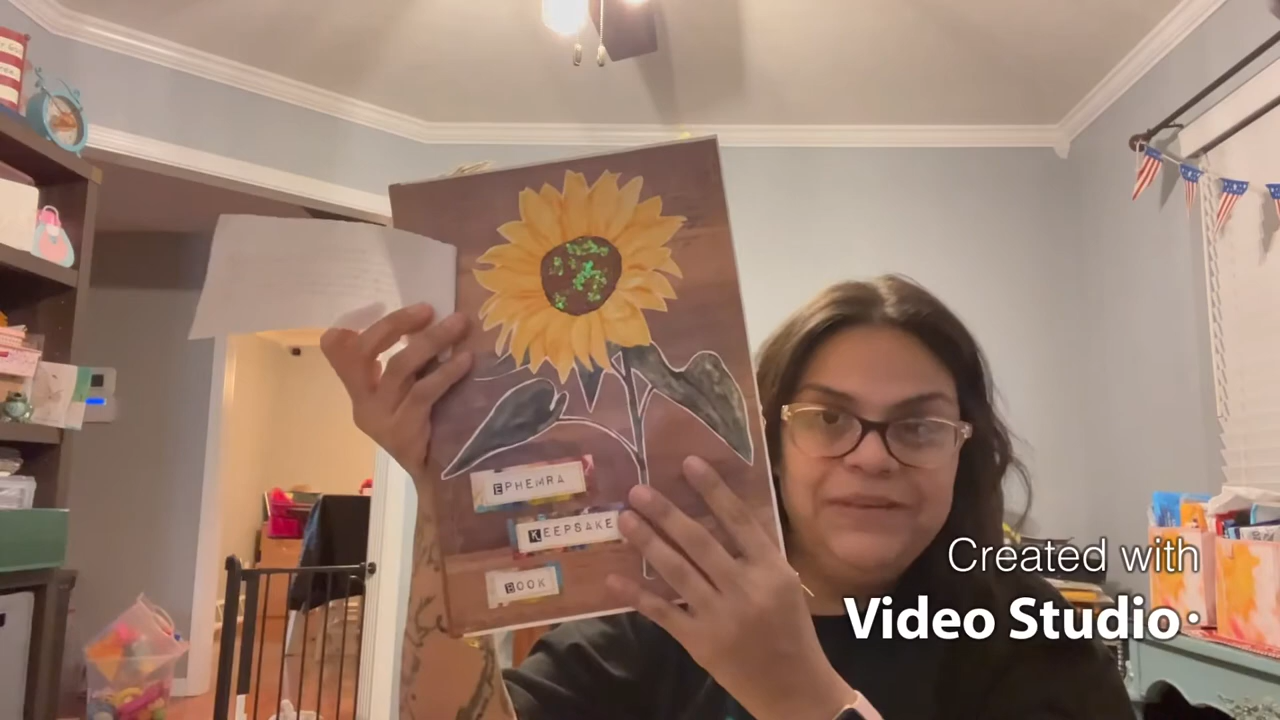 EPHEMRA
KEEPSAKE
BOOK
Created with
Video Studio